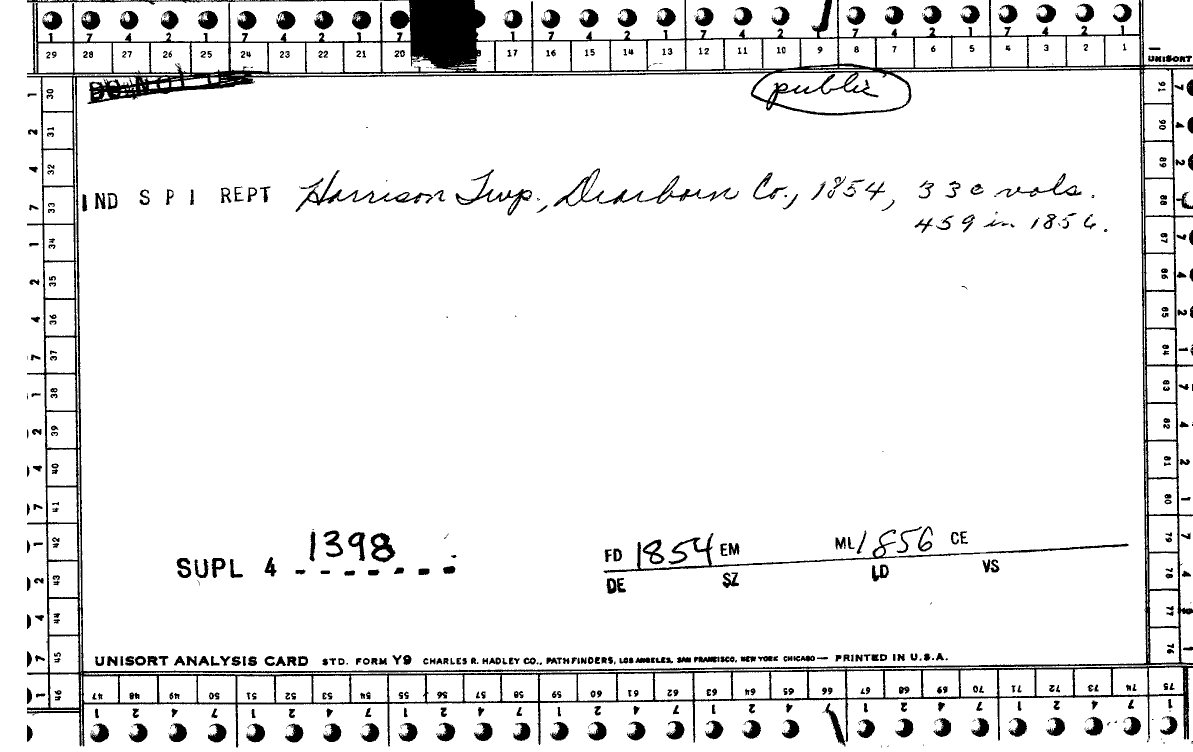 1 7 4 2 1 7 4 2 1 7 7 4 2 1 7 4 2 1 7 4 2 1 7 4 2 1
29 28 27 26 25 24 23 22 21 20 17 16 15 14 13 12 11 10 9 8 7 6 5 4 3 2 1
UNISORT
public
IND S P I REPT Harrison Twp., Dearborn Co., 1854, 330 vols.
459 in 1856.
SUPL 4 1398
FD 1854 EM ML 1856 CE
DE SZ LD VS
UNISORT ANALYSIS CARD STD. FORM Y9 CHARLES R. HADLEY CO., PATHFINDERS, LOS ANGELES, SAN FRANCISCO, NEW YORK CHICAGO — PRINTED IN U.S.A.
30 31 32 33 34 35 36 37 38 39 40 41 42 43 44 45 46
47 48 49 50 51 52 53 54 55 56 57 58 59 60 61 62 63 64 65 66 67 68 69 70 71 72 73 74 75
91 90 89 88 87 86 85 84 83 82 81 80 79 78 77 76